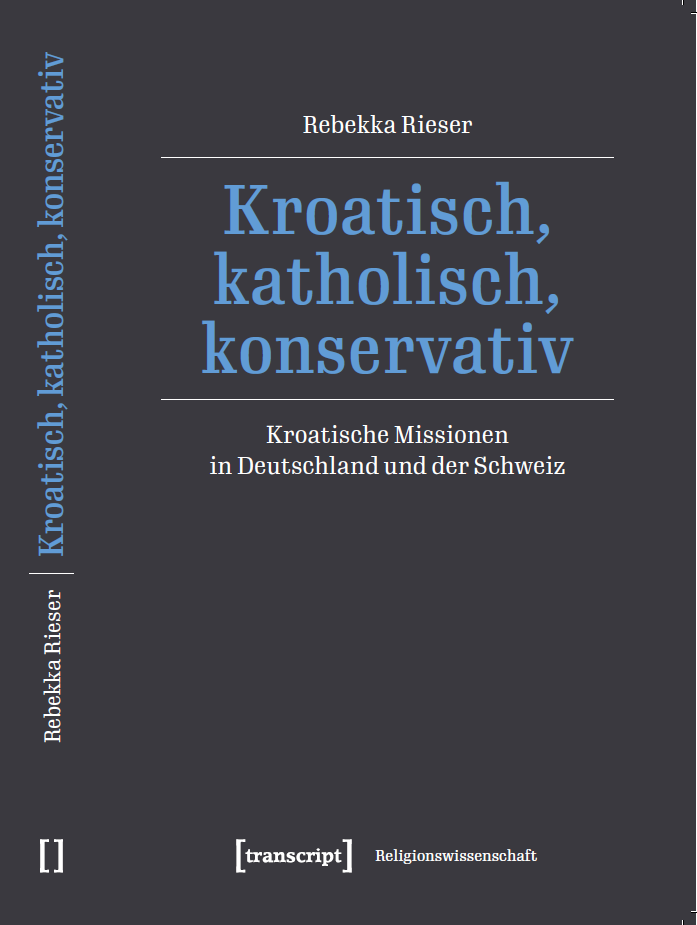 Kroatisch, katholisch, konservativ
Rebekka Rieser
[]
Rebekka Rieser
Kroatisch,
katholisch,
konservativ
Kroatische Missionen
in Deutschland und der Schweiz
[transcript] Religionswissenschaft